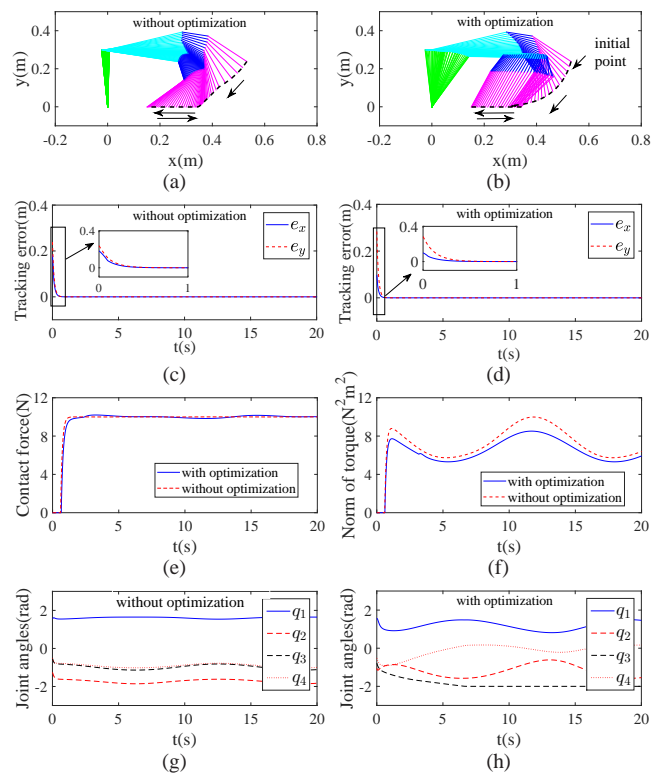 without optimization
y(m)
0.4
0.2
0
-0.2 0 0.2 0.4 0.6 0.8
x(m)
(a)
with optimization
initial
point
y(m)
0.4
0.2
0
-0.2 0 0.2 0.4 0.6 0.8
x(m)
(b)
without optimization
Tracking error(m)
0.4
0.2
0
0.4
0
0 1
e_x
e_y
0 5 10 15 20
t(s)
(c)
with optimization
Tracking error(m)
0.4
0.2
0
0.4
0
0 1
e_x
e_y
0 5 10 15 20
t(s)
(d)
Contact force(N)
12
8
4
0
with optimization
without optimization
0 5 10 15 20
t(s)
(e)
Norm of torque(N²m²)
12
8
4
0
with optimization
without optimization
0 5 10 15 20
t(s)
(f)
without optimization
Joint angles(rad)
2
0
-2
q_1
q_2
q_3
q_4
0 5 10 15 20
t(s)
(g)
with optimization
Joint angles(rad)
2
0
-2
q_1
q_2
q_3
q_4
0 5 10 15 20
t(s)
(h)